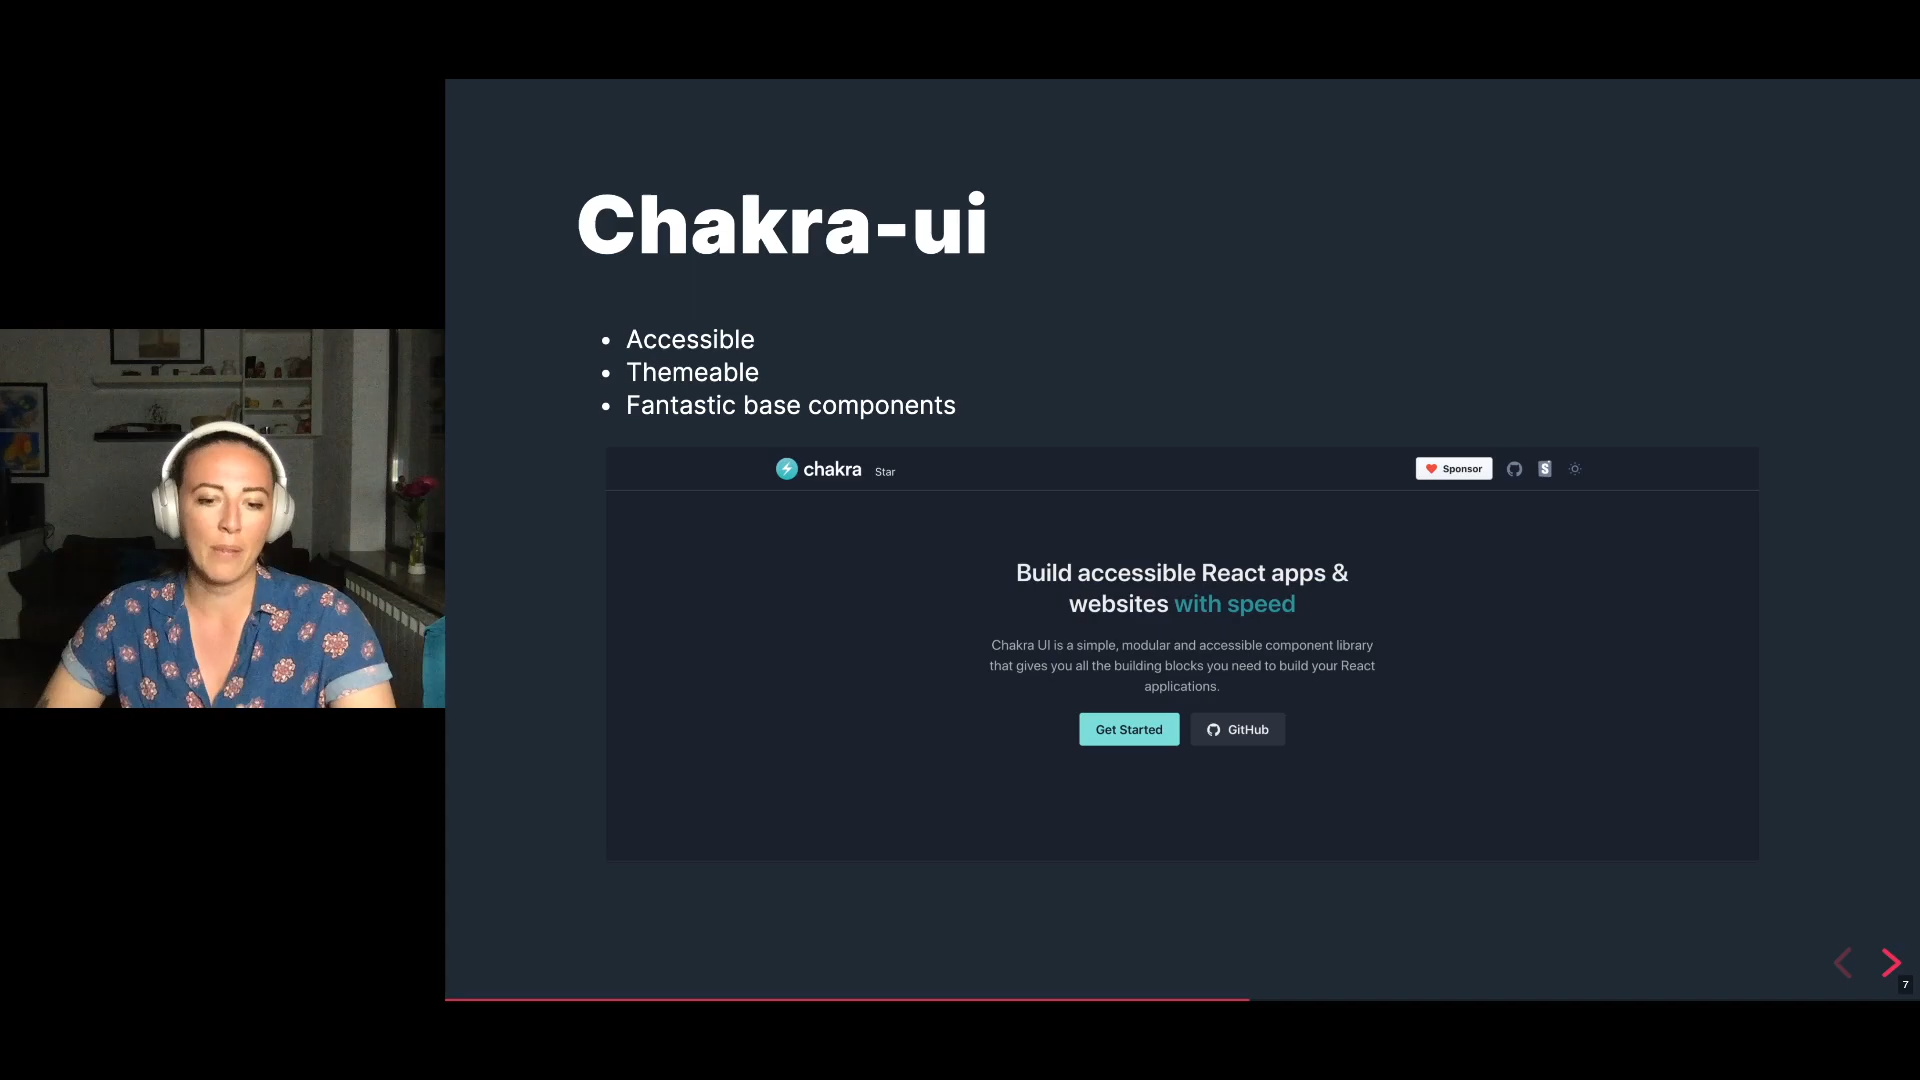 Chakra-ui
• Accessible
• Themeable
• Fantastic base components
chakra Star
Sponsor
Build accessible React apps &
websites with speed
Chakra UI is a simple, modular and accessible component library
that gives you all the building blocks you need to build your React
applications.
Get Started
GitHub
7